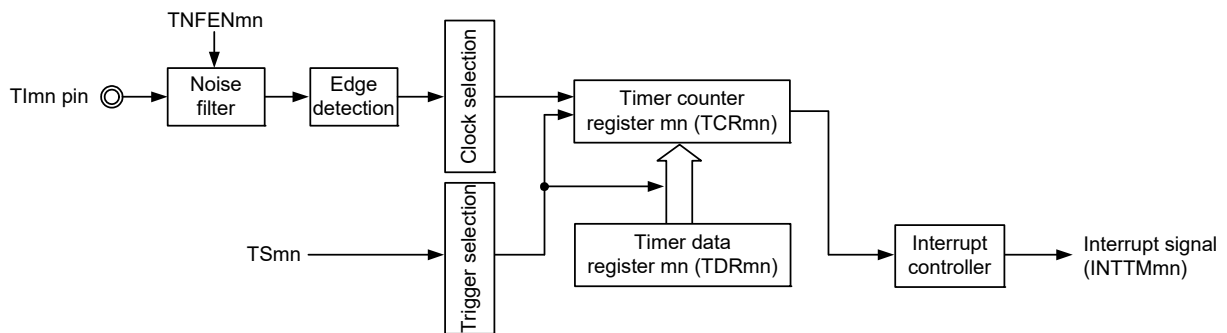 TNFENmn
TImn pin
Noise
filter
Edge
detection
Clock selection
Timer counter
register mn (TCRmn)
TSmn
Trigger selection
Timer data
register mn (TDRmn)
Interrupt
controller
Interrupt signal
(INTTMmn)